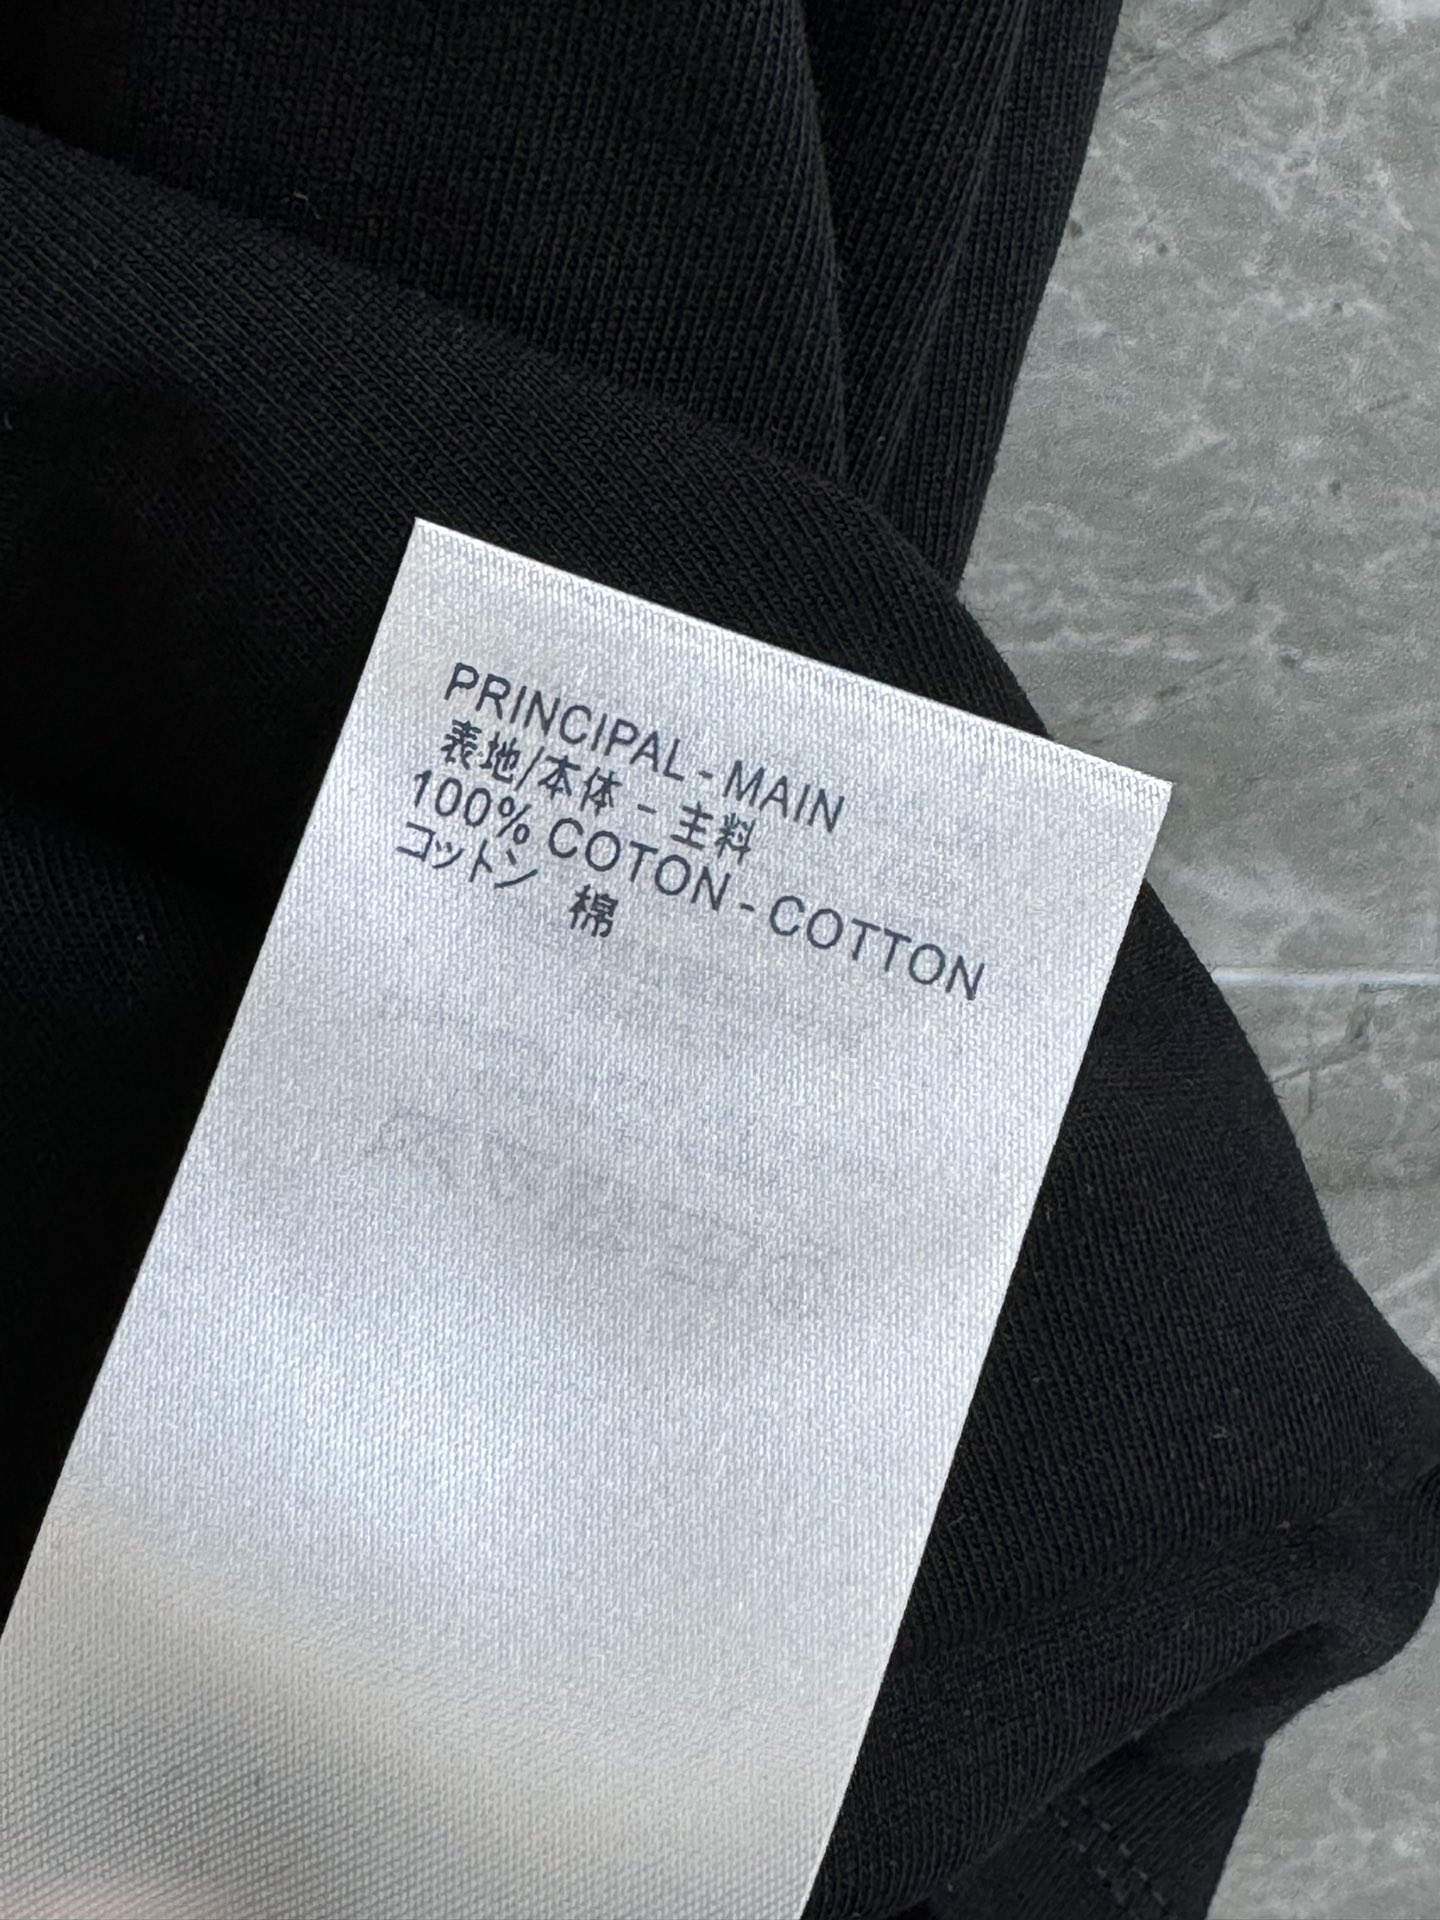 PRINCIPAL - MAIN
表地/本体 - 主料
100% COTON - COTTON
コットン 棉